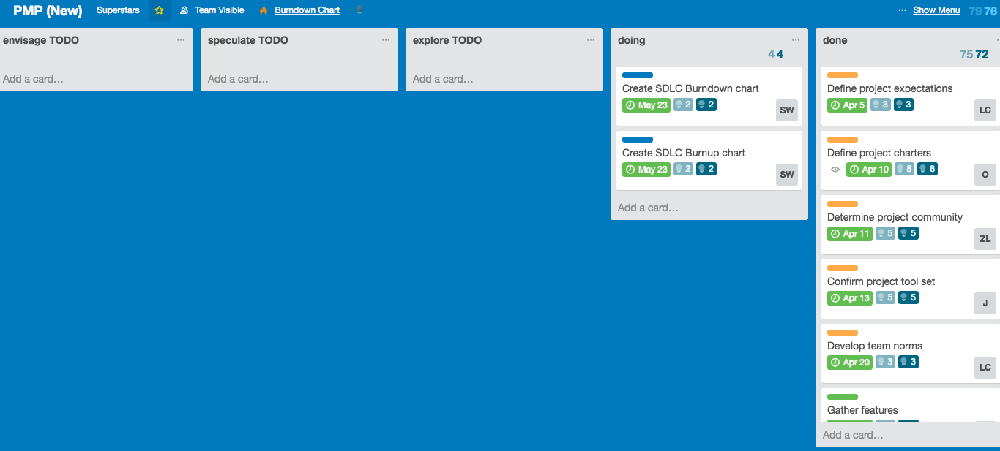 PMP (New) Superstars Team Visible Burndown Chart ... Show Menu 79 76
envisage TODO ...
Add a card...
speculate TODO ...
Add a card...
explore TODO ...
Add a card...
doing ...
4 4
Create SDLC Burndown chart
May 23 2 2
SW
Create SDLC Burnup chart
May 23 2 2
SW
Add a card...
done
75 72
Define project expectations
Apr 5 3 3
LC
Define project charters
Apr 10 8 8
O
Determine project community
Apr 11 5 5
ZL
Confirm project tool set
Apr 13 5 5
J
Develop team norms
Apr 20 3 3
LC
Gather features
Add a card...